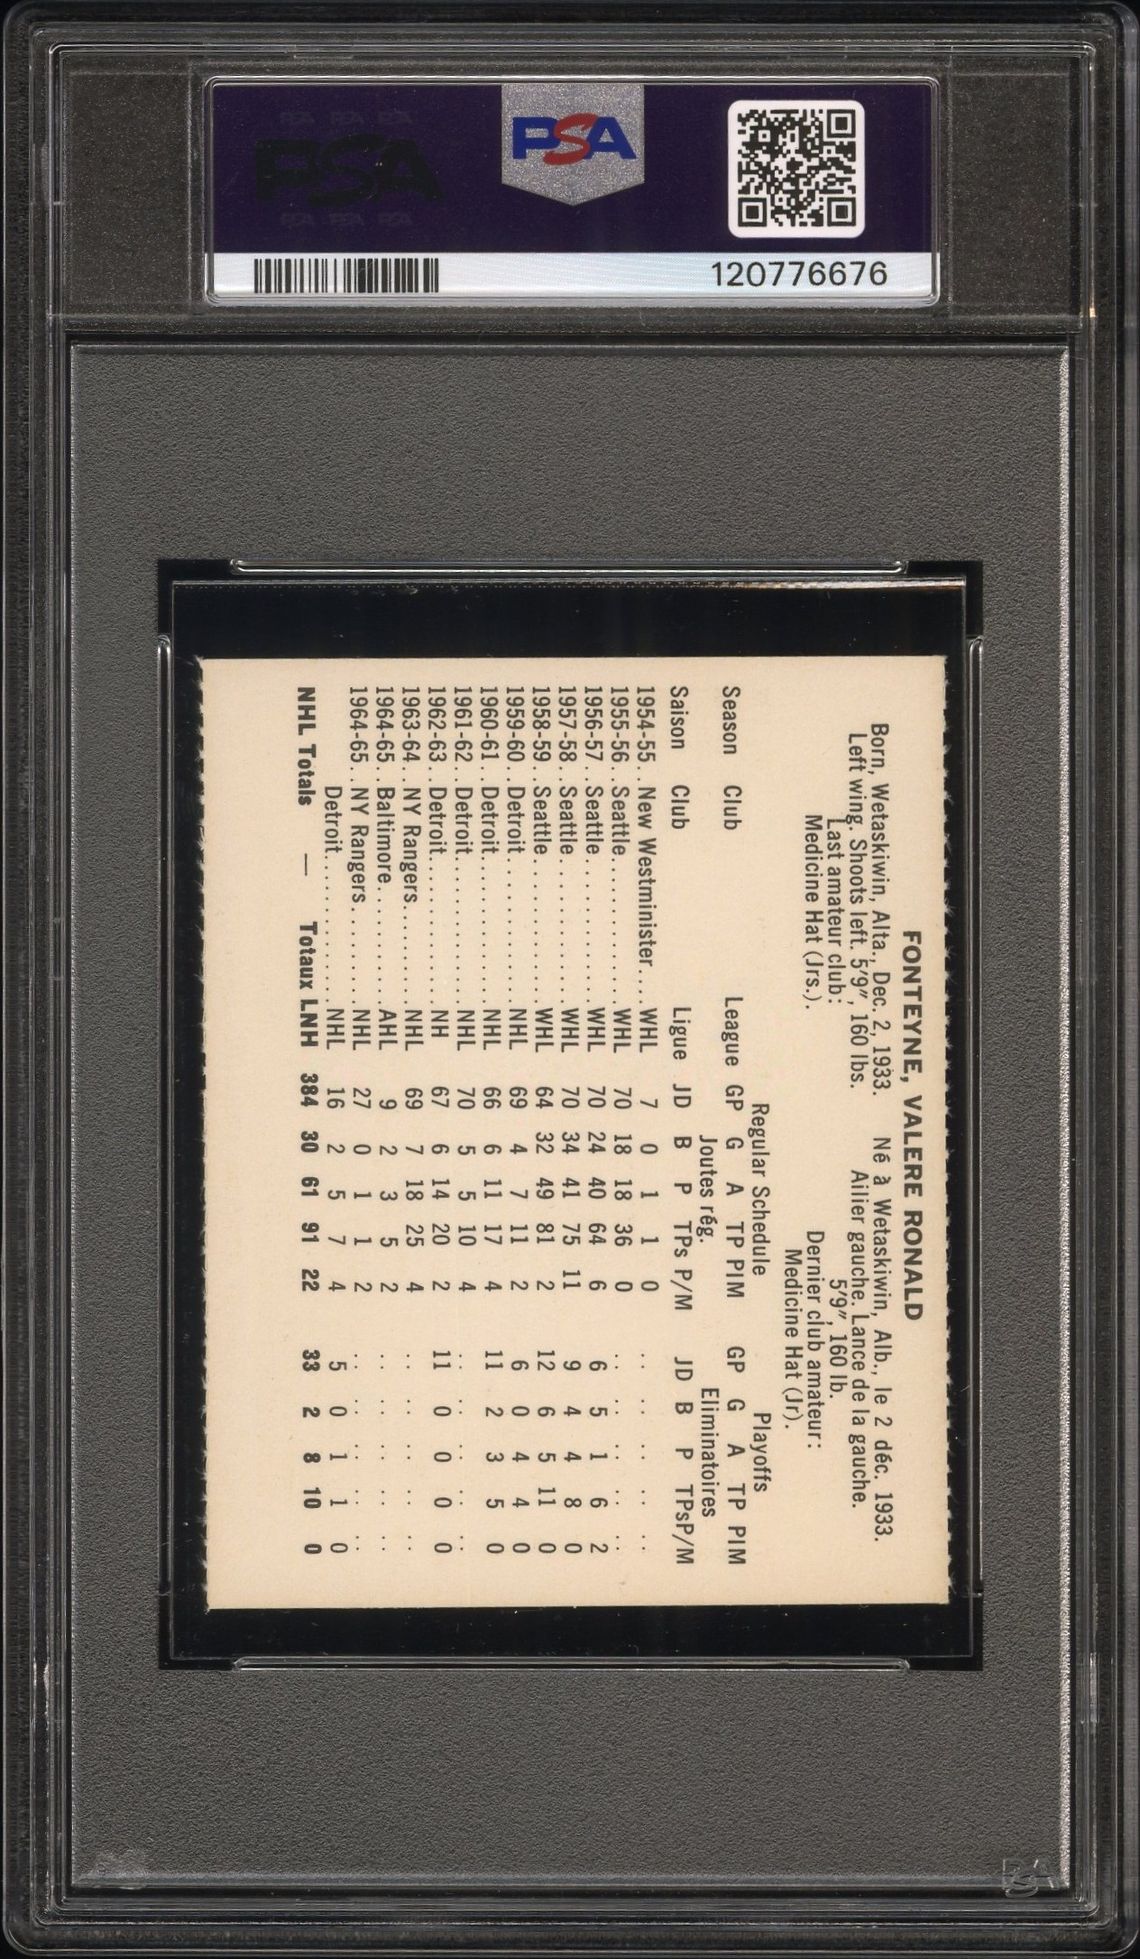 PSA
PSA
120776676
FONTEYNE, VALERE RONALD
Born, Wetaskiwin, Alta., Dec. 2, 1933. Né à Wetaskiwin, Alb., le 2 déc. 1933.
Left wing. Shoots left. 5'9", 160 lbs. Ailier gauche. Lance de la gauche.
Last amateur club: 5'9", 160 lb.
Medicine Hat (Jrs.). Dernier club amateur:
Medicine Hat (Jr).
Regular Schedule Playoffs
Season Club League GP G A TP PIM GP G A TP PIM
Joutes rég. Eliminatoires
Saison Club Ligue JD B P TPs P/M JD B P TPsP/M
1954-55.. New Westminister.... WHL 7 0 1 1 0 .. .. .. .. ..
1955-56.. Seattle............ WHL 70 18 18 36 0 .. .. .. .. ..
1956-57.. Seattle............ WHL 70 24 40 64 6 6 5 1 6 2
1957-58.. Seattle............ WHL 70 34 41 75 11 9 4 4 8 0
1958-59.. Seattle............ WHL 64 32 49 81 2 12 6 5 11 0
1959-60.. Detroit............ NHL 69 4 7 11 2 6 0 4 4 0
1960-61.. Detroit............ NHL 66 6 11 17 4 11 2 3 5 0
1961-62.. Detroit............ NHL 70 5 5 10 4 .. .. .. .. ..
1962-63.. Detroit............ NH 67 6 14 20 2 11 0 0 0 0
1963-64.. NY Rangers......... NHL 69 7 18 25 4 .. .. .. .. ..
1964-65.. Baltimore.......... AHL 9 2 3 5 2 .. .. .. .. ..
1964-65.. NY Rangers......... NHL 27 0 1 1 2 .. .. .. .. ..
Detroit............ NHL 16 2 5 7 4 5 0 1 1 0
NHL Totals — Totaux LNH 384 30 61 91 22 33 2 8 10 0
PSA